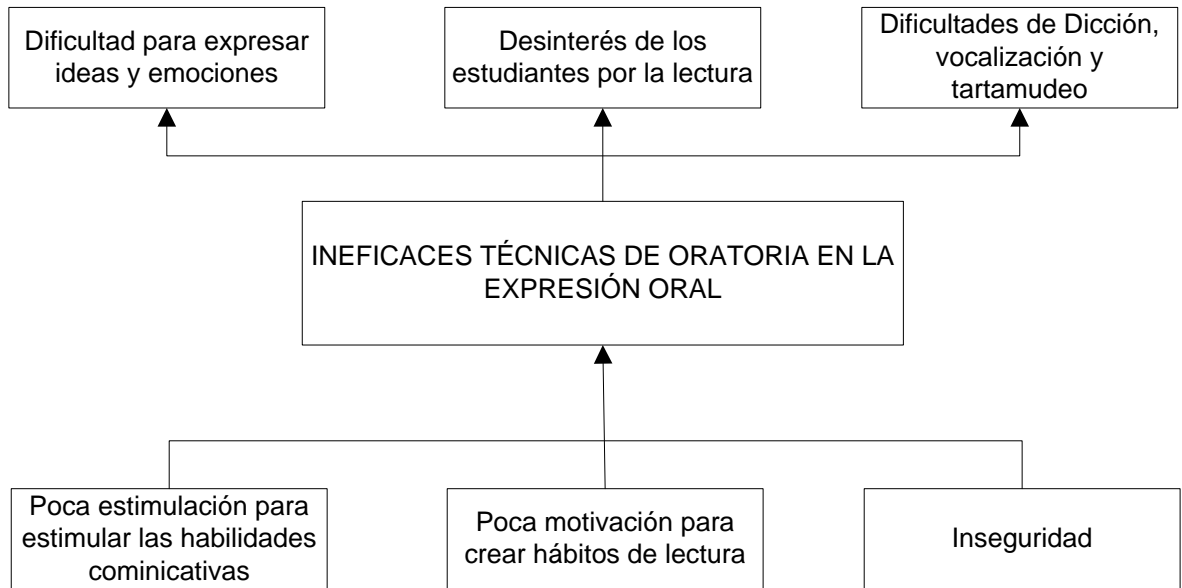 Dificultad para expresar
ideas y emociones
Desinterés de los
estudiantes por la lectura
Dificultades de Dicción,
vocalización y
tartamudeo
INEFICACES TÉCNICAS DE ORATORIA EN LA
EXPRESIÓN ORAL
Poca estimulación para
estimular las habilidades
cominicativas
Poca motivación para
crear hábitos de lectura
Inseguridad